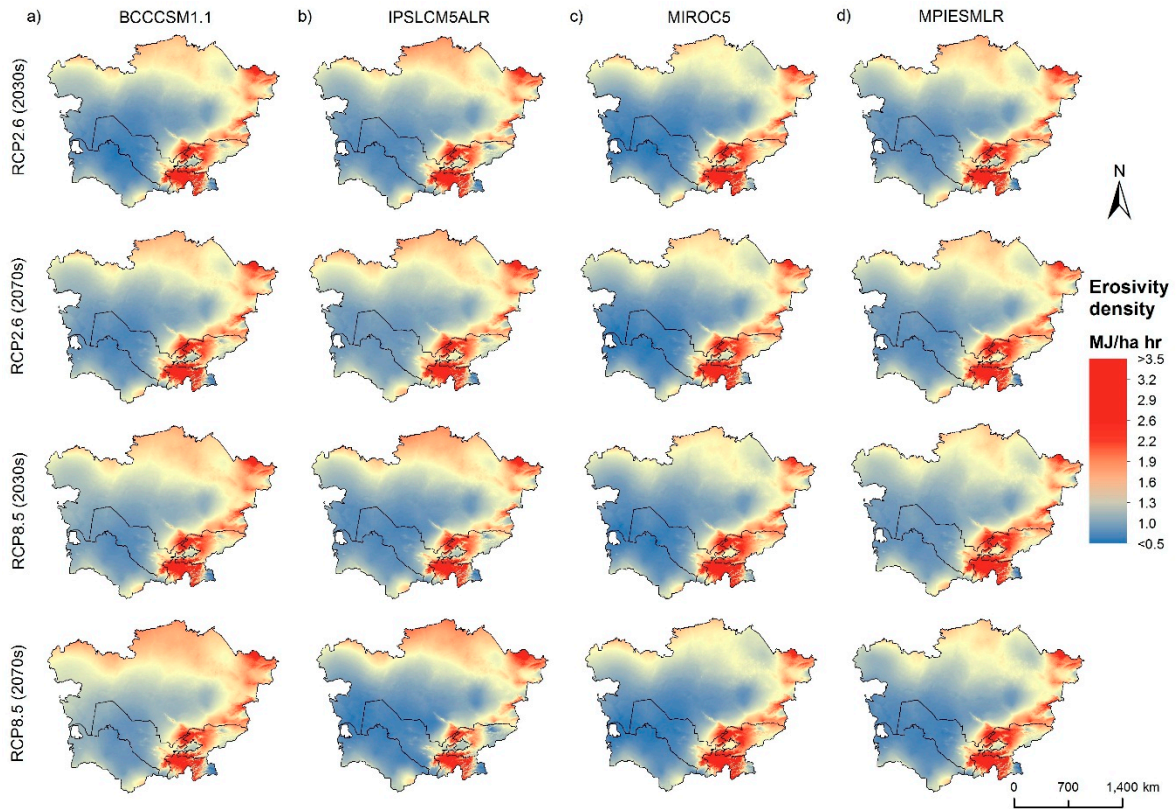 a) BCCCSM1.1 b) IPSLCM5ALR c) MIROC5 d) MPIESMLR
RCP2.6 (2030s)
N
RCP2.6 (2070s)
Erosivity
density
MJ/ha hr
>3.5
3.2
2.9
2.6
2.2
1.9
1.6
1.3
1.0
<0.5
RCP8.5 (2030s)
RCP8.5 (2070s)
0 700 1,400 km